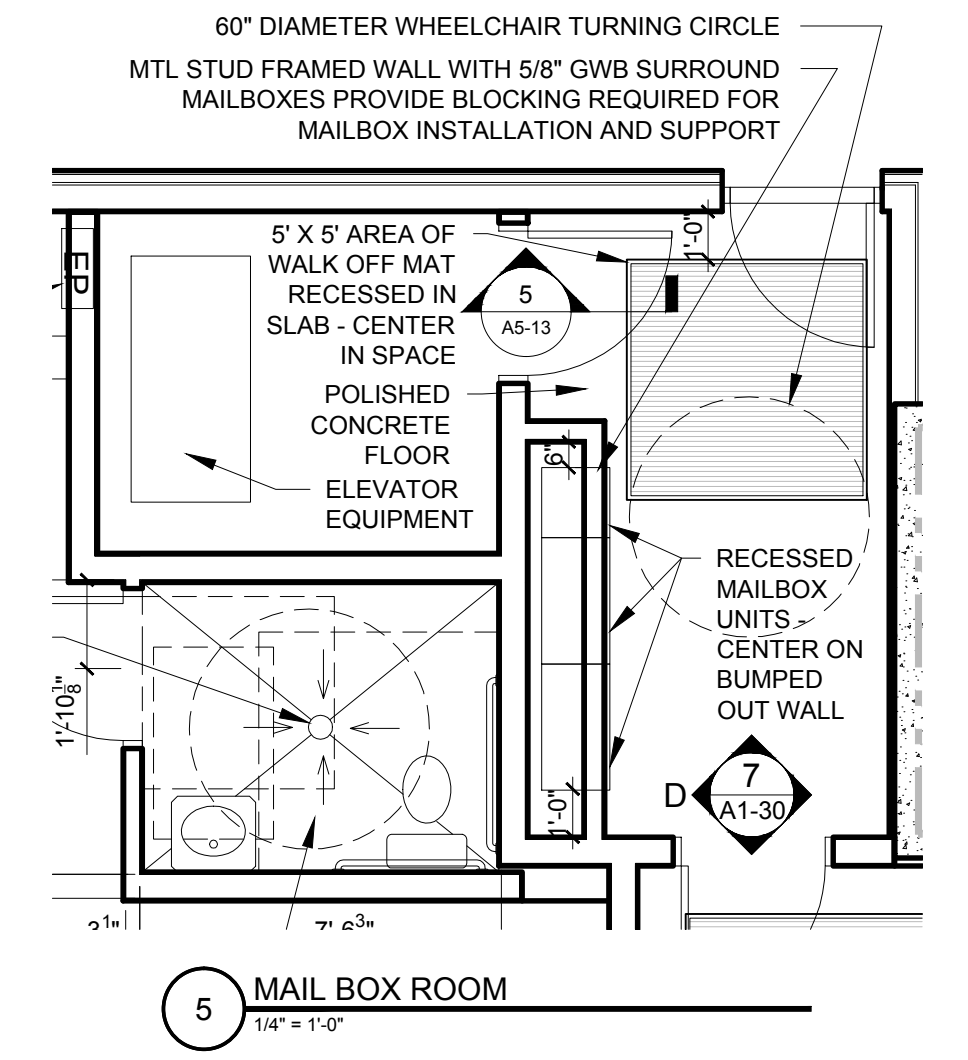 60" DIAMETER WHEELCHAIR TURNING CIRCLE
MTL STUD FRAMED WALL WITH 5/8" GWB SURROUND
MAILBOXES PROVIDE BLOCKING REQUIRED FOR
MAILBOX INSTALLATION AND SUPPORT
1'-0"
5' X 5' AREA OF
WALK OFF MAT
RECESSED IN
SLAB - CENTER
IN SPACE
EP
5
A5-13
POLISHED
CONCRETE
FLOOR
ELEVATOR
EQUIPMENT
6"
RECESSED
MAILBOX
UNITS -
CENTER ON
BUMPED
OUT WALL
1'-10 1/8"
1'-0"
D
7
A1-30
5
MAIL BOX ROOM
1/4" = 1'-0"